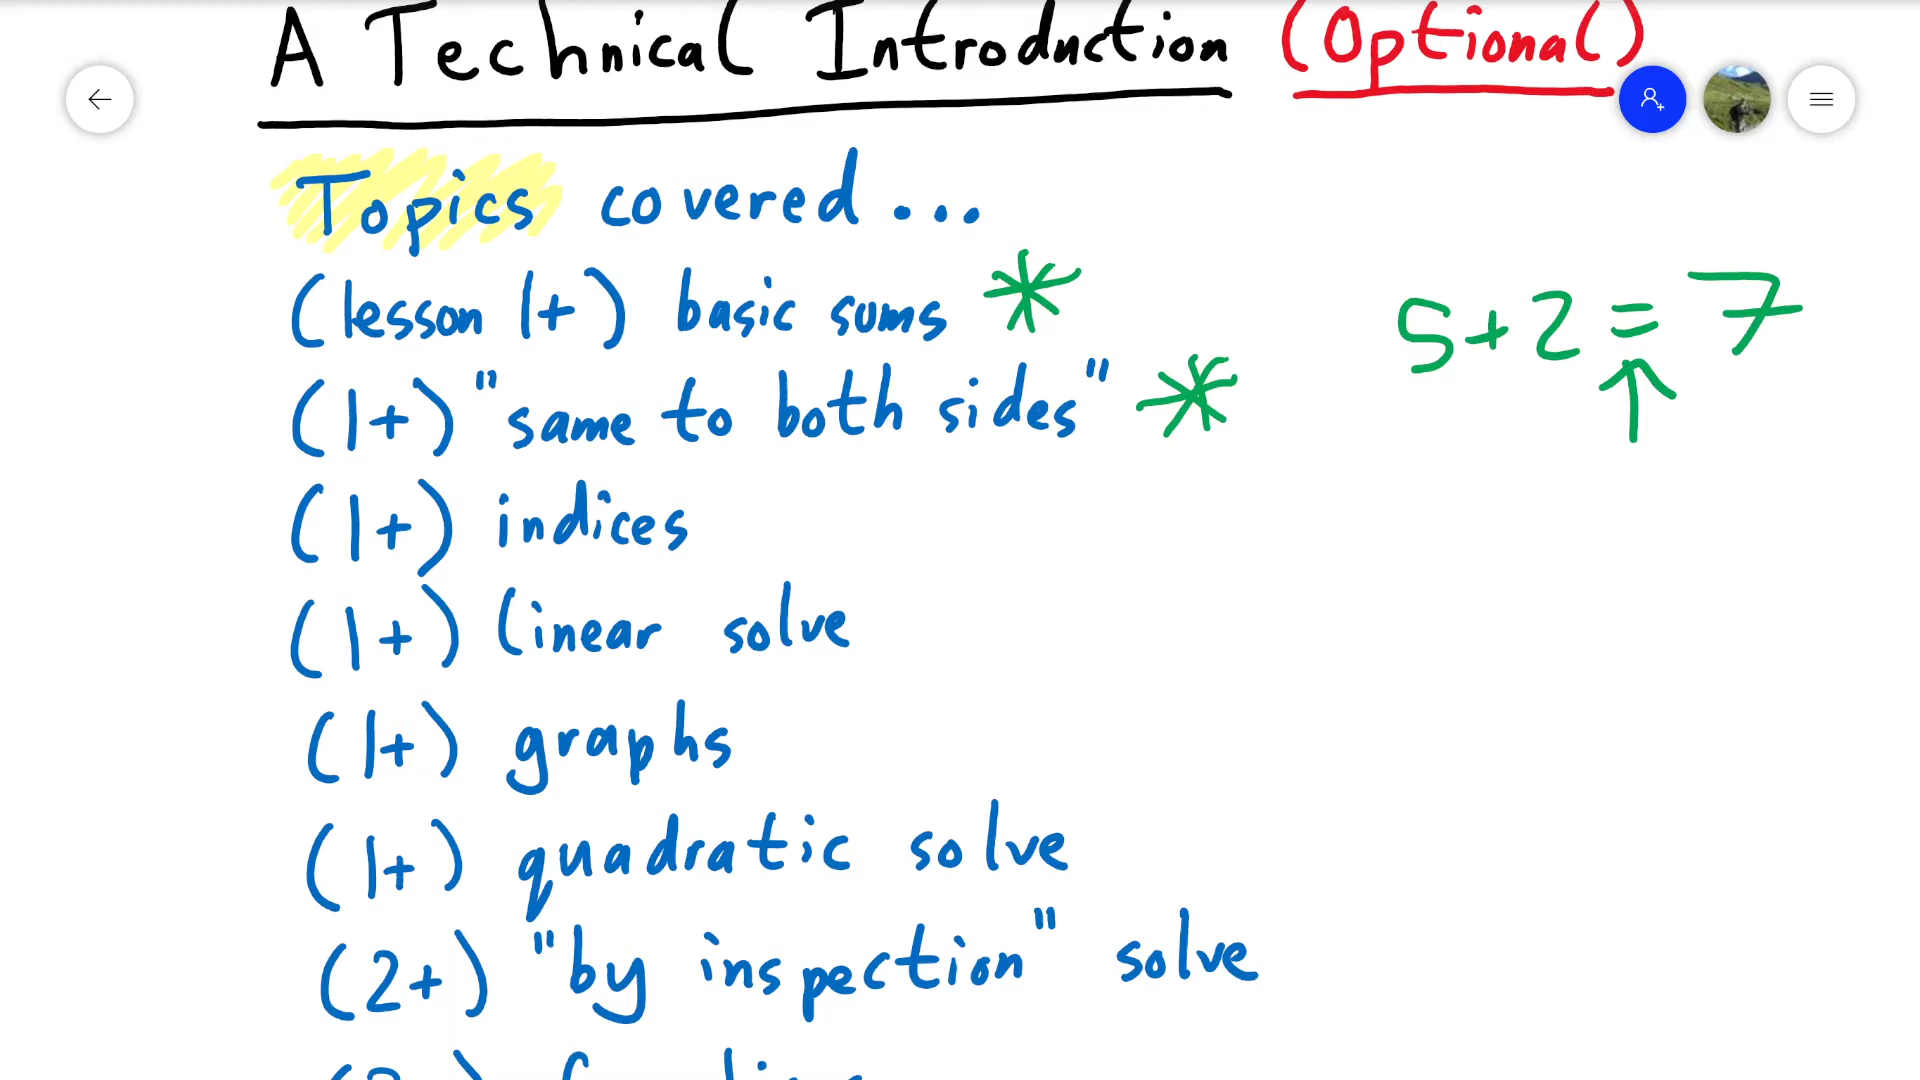 A Technical Introduction (Optional)
Topics covered...
(lesson 1+) basic sums *
5+2=7
↑
(1+) "same to both sides" *
(1+) indices
(1+) linear solve
(1+) graphs
(1+) quadratic solve
(2+) "by inspection" solve